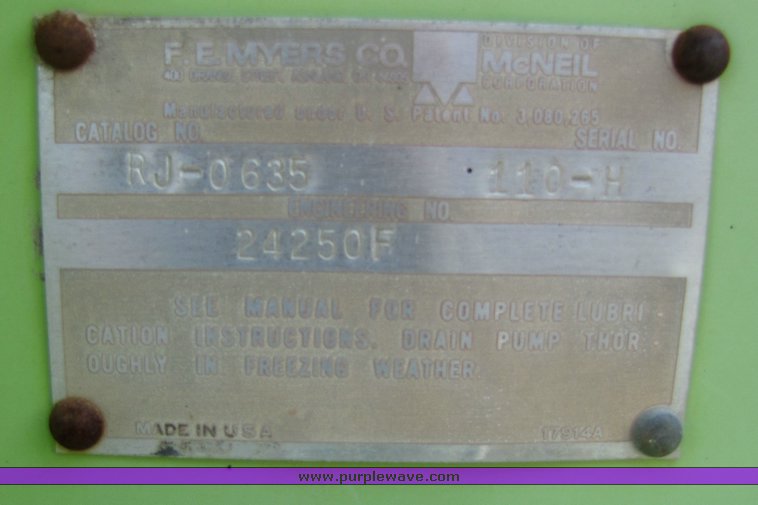 F. E. MYERS CO.
DIVISION OF
McNEIL
CORPORATION
Manufactured under U. S. Patent No. 3,080,265
CATALOG NO. SERIAL NO.
RJ-0635 110-H
ENGINEERING NO.
24250F
SEE MANUAL FOR COMPLETE LUBRI
CATION INSTRUCTIONS. DRAIN PUMP THOR
OUGHLY IN FREEZING WEATHER.
MADE IN U S A 17914A
www.purplewave.com